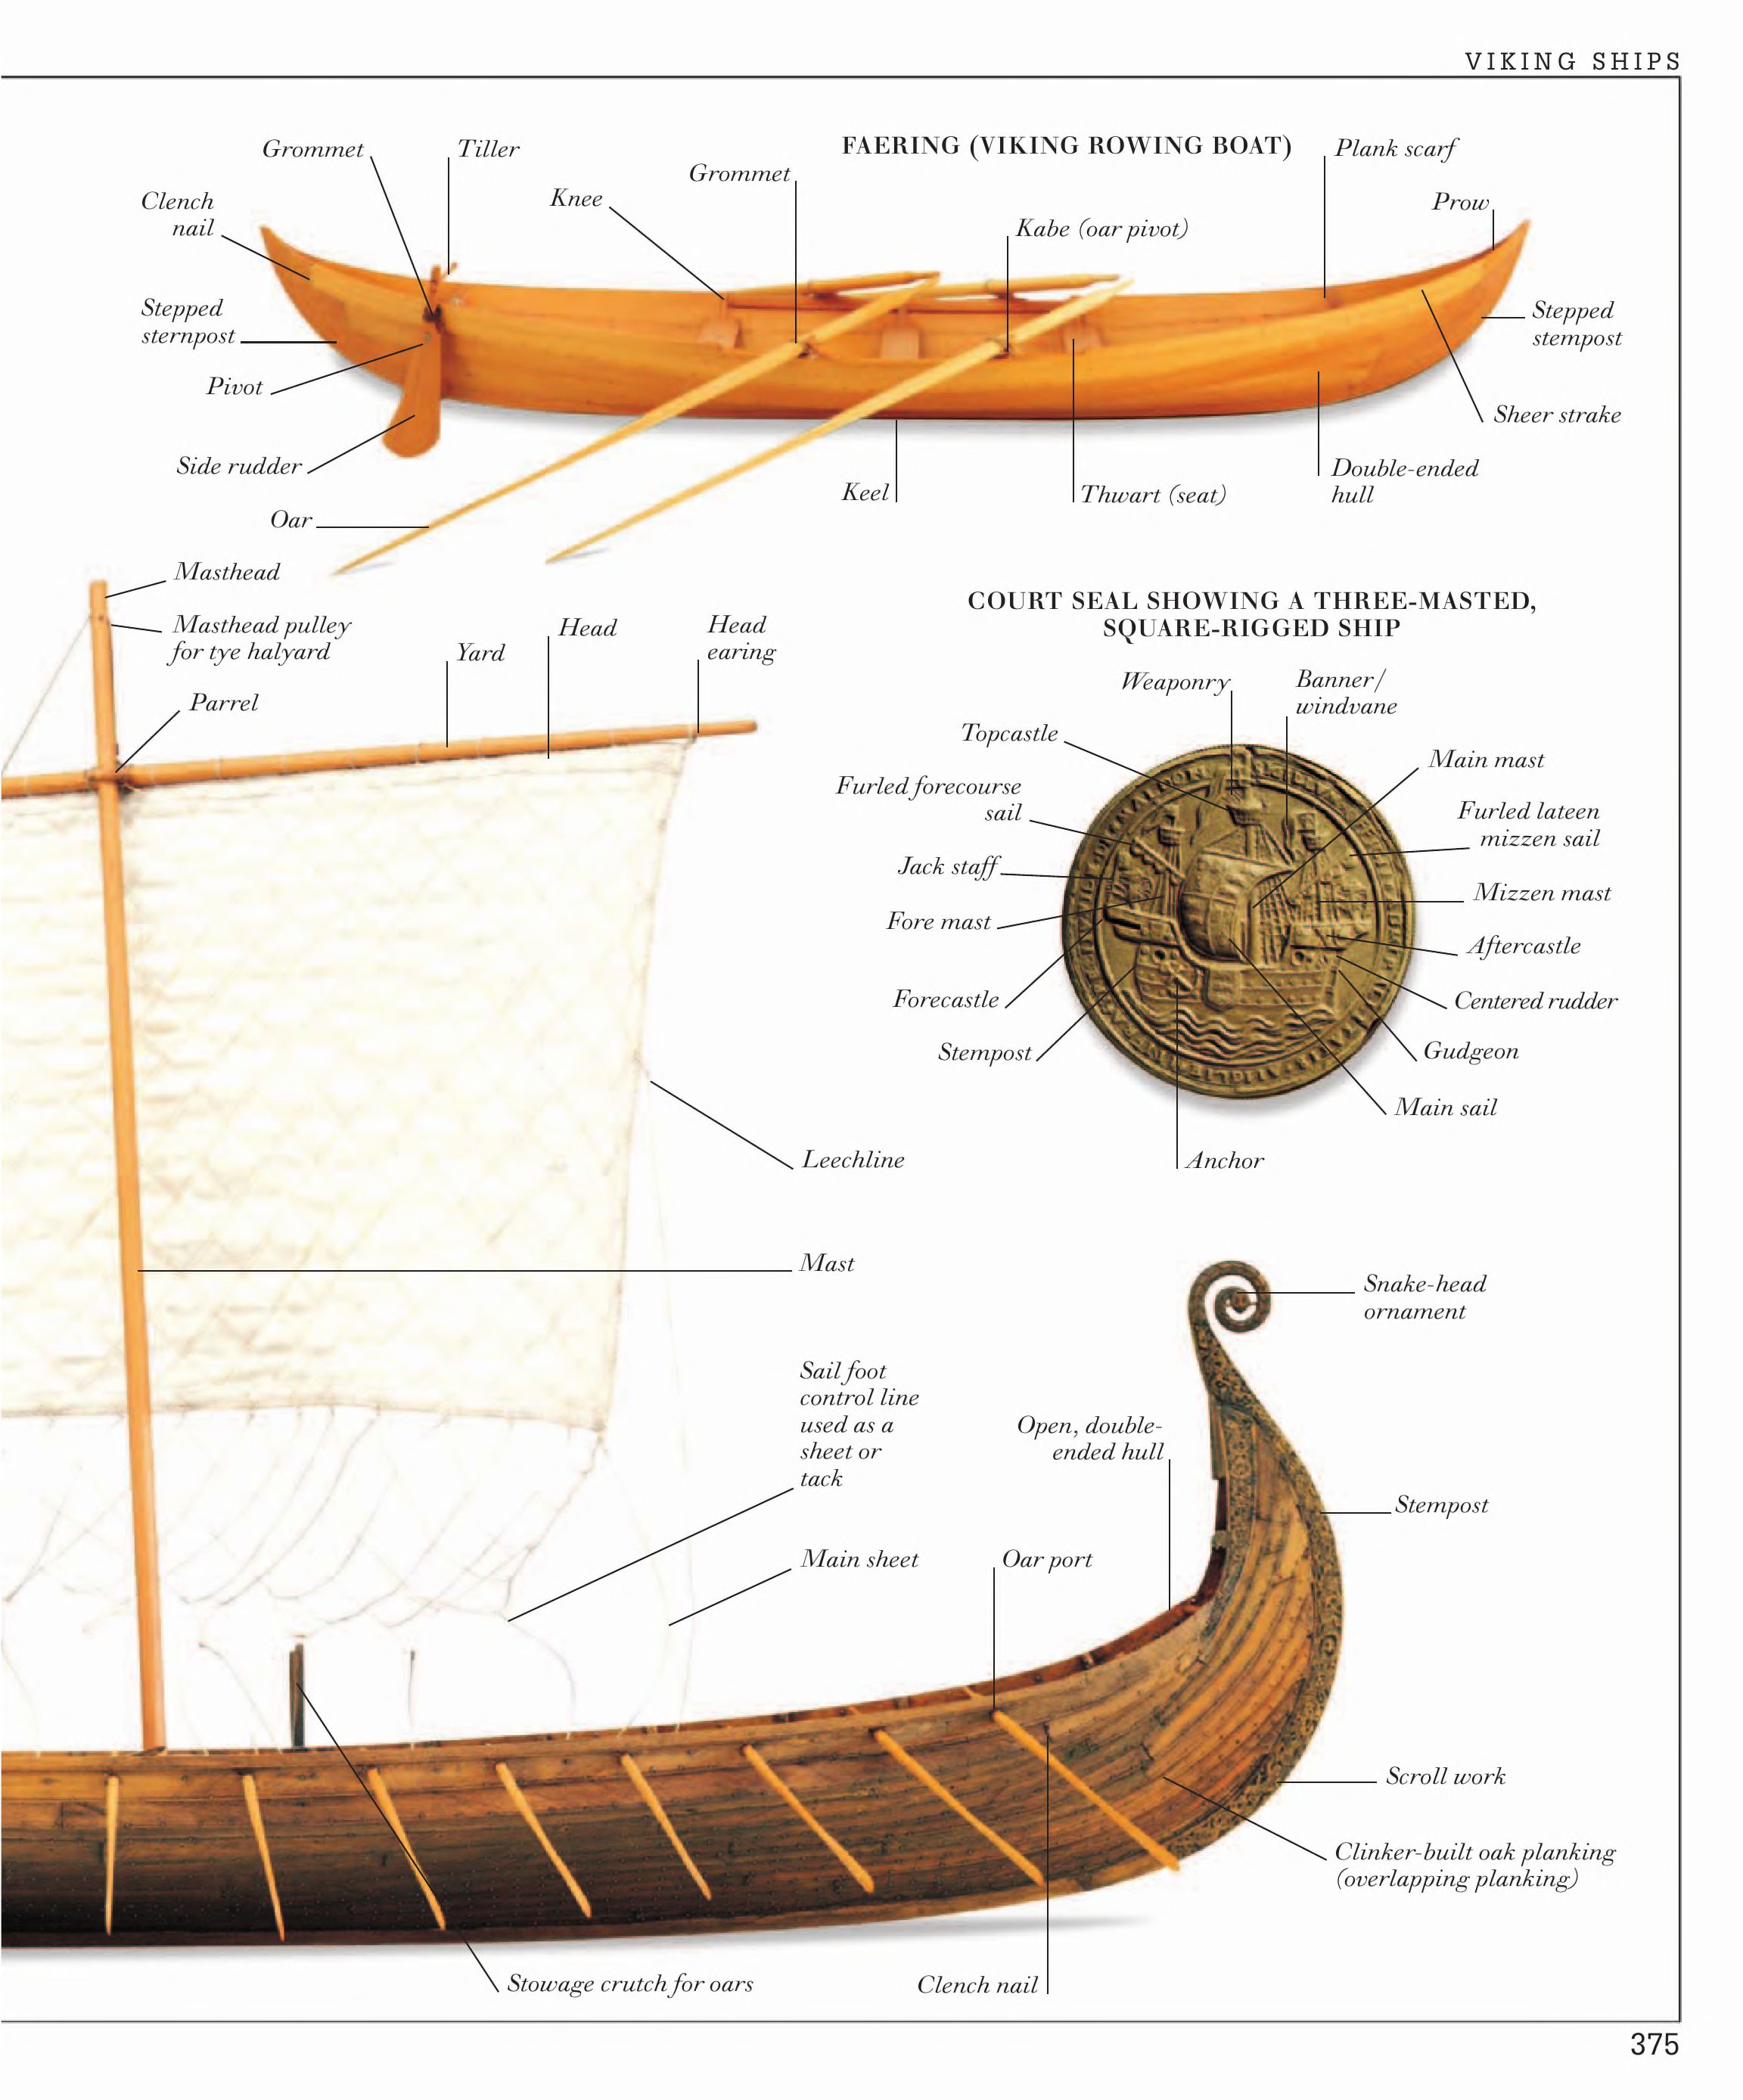 VIKING SHIPS
FAERING (VIKING ROWING BOAT)
Grommet
Tiller
Grommet
Knee
Clench
nail
Kabe (oar pivot)
Plank scarf
Prow
Stepped
sternpost
Pivot
Side rudder
Oar
Keel
Thwart (seat)
Double-ended
hull
Sheer strake
Stepped
stempost
Masthead
Masthead pulley
for tye halyard
Parrel
Yard
Head
Head
earing
COURT SEAL SHOWING A THREE-MASTED,
SQUARE-RIGGED SHIP
Weaponry
Banner/
windvane
Topcastle
Main mast
Furled forecourse
sail
Furled lateen
mizzen sail
Jack staff
Mizzen mast
Fore mast
Aftercastle
Forecastle
Centered rudder
Stempost
Gudgeon
Main sail
Anchor
Leechline
Mast
Snake-head
ornament
Sail foot
control line
used as a
sheet or
tack
Open, double-
ended hull
Stempost
Main sheet
Oar port
Scroll work
Clinker-built oak planking
(overlapping planking)
Stowage crutch for oars
Clench nail
375